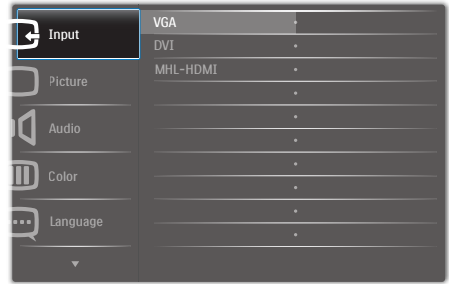 Input
VGA
DVI
MHL-HDMI
Picture
Audio
Color
Language